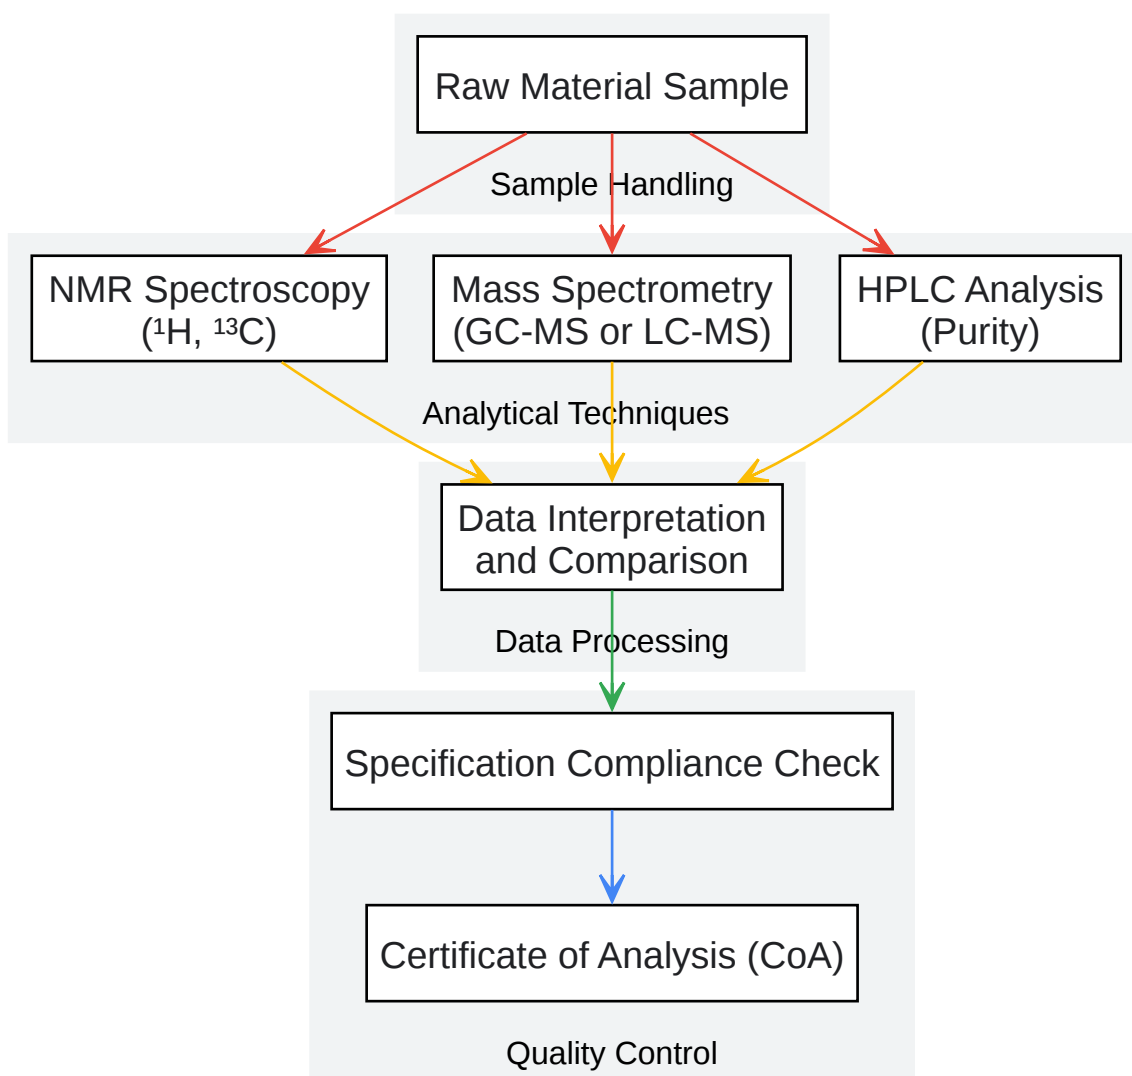 Raw Material Sample
Sample Handling
NMR Spectroscopy
(¹H, ¹³C)
Mass Spectrometry
(GC-MS or LC-MS)
HPLC Analysis
(Purity)
Analytical Techniques
Data Interpretation
and Comparison
Data Processing
Specification Compliance Check
Certificate of Analysis (CoA)
Quality Control